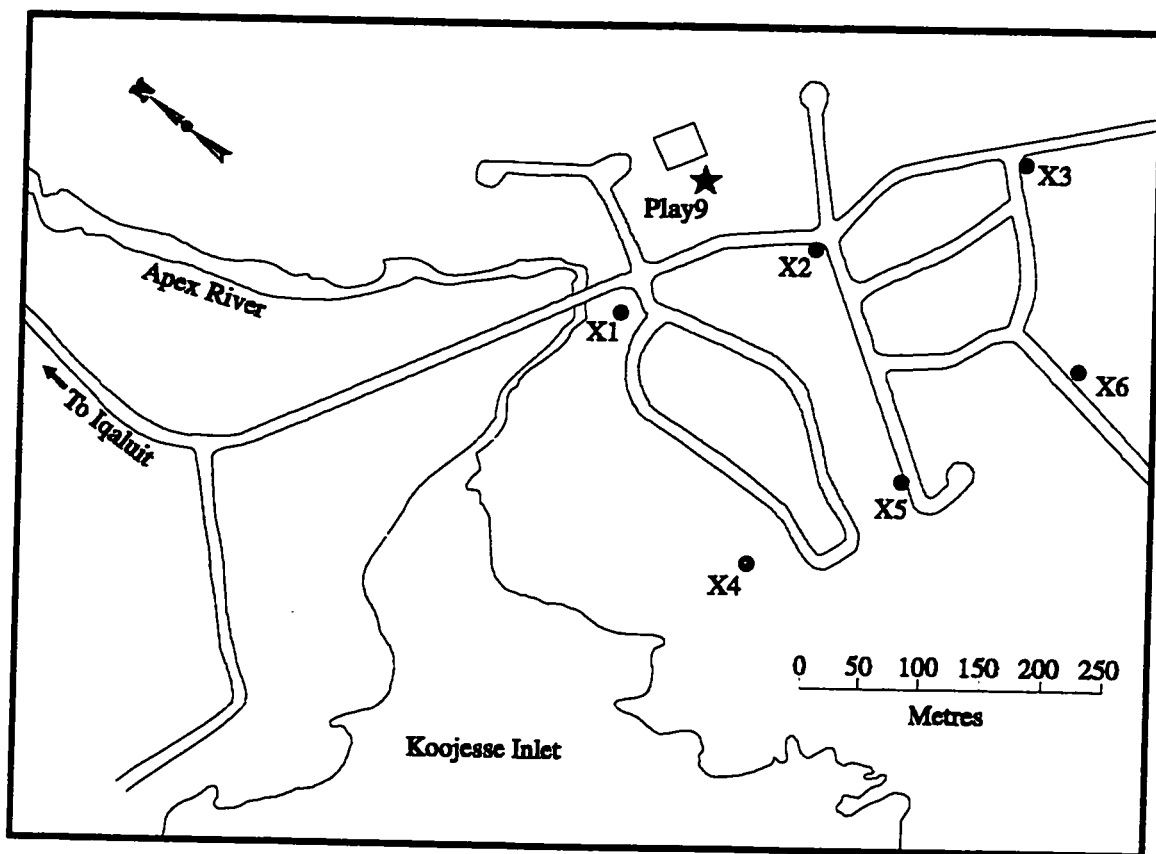 N
Play9
X3
X2
Apex River
X1
To Iqaluit
X6
X5
X4
0 50 100 150 200 250
Metres
Koojesse Inlet